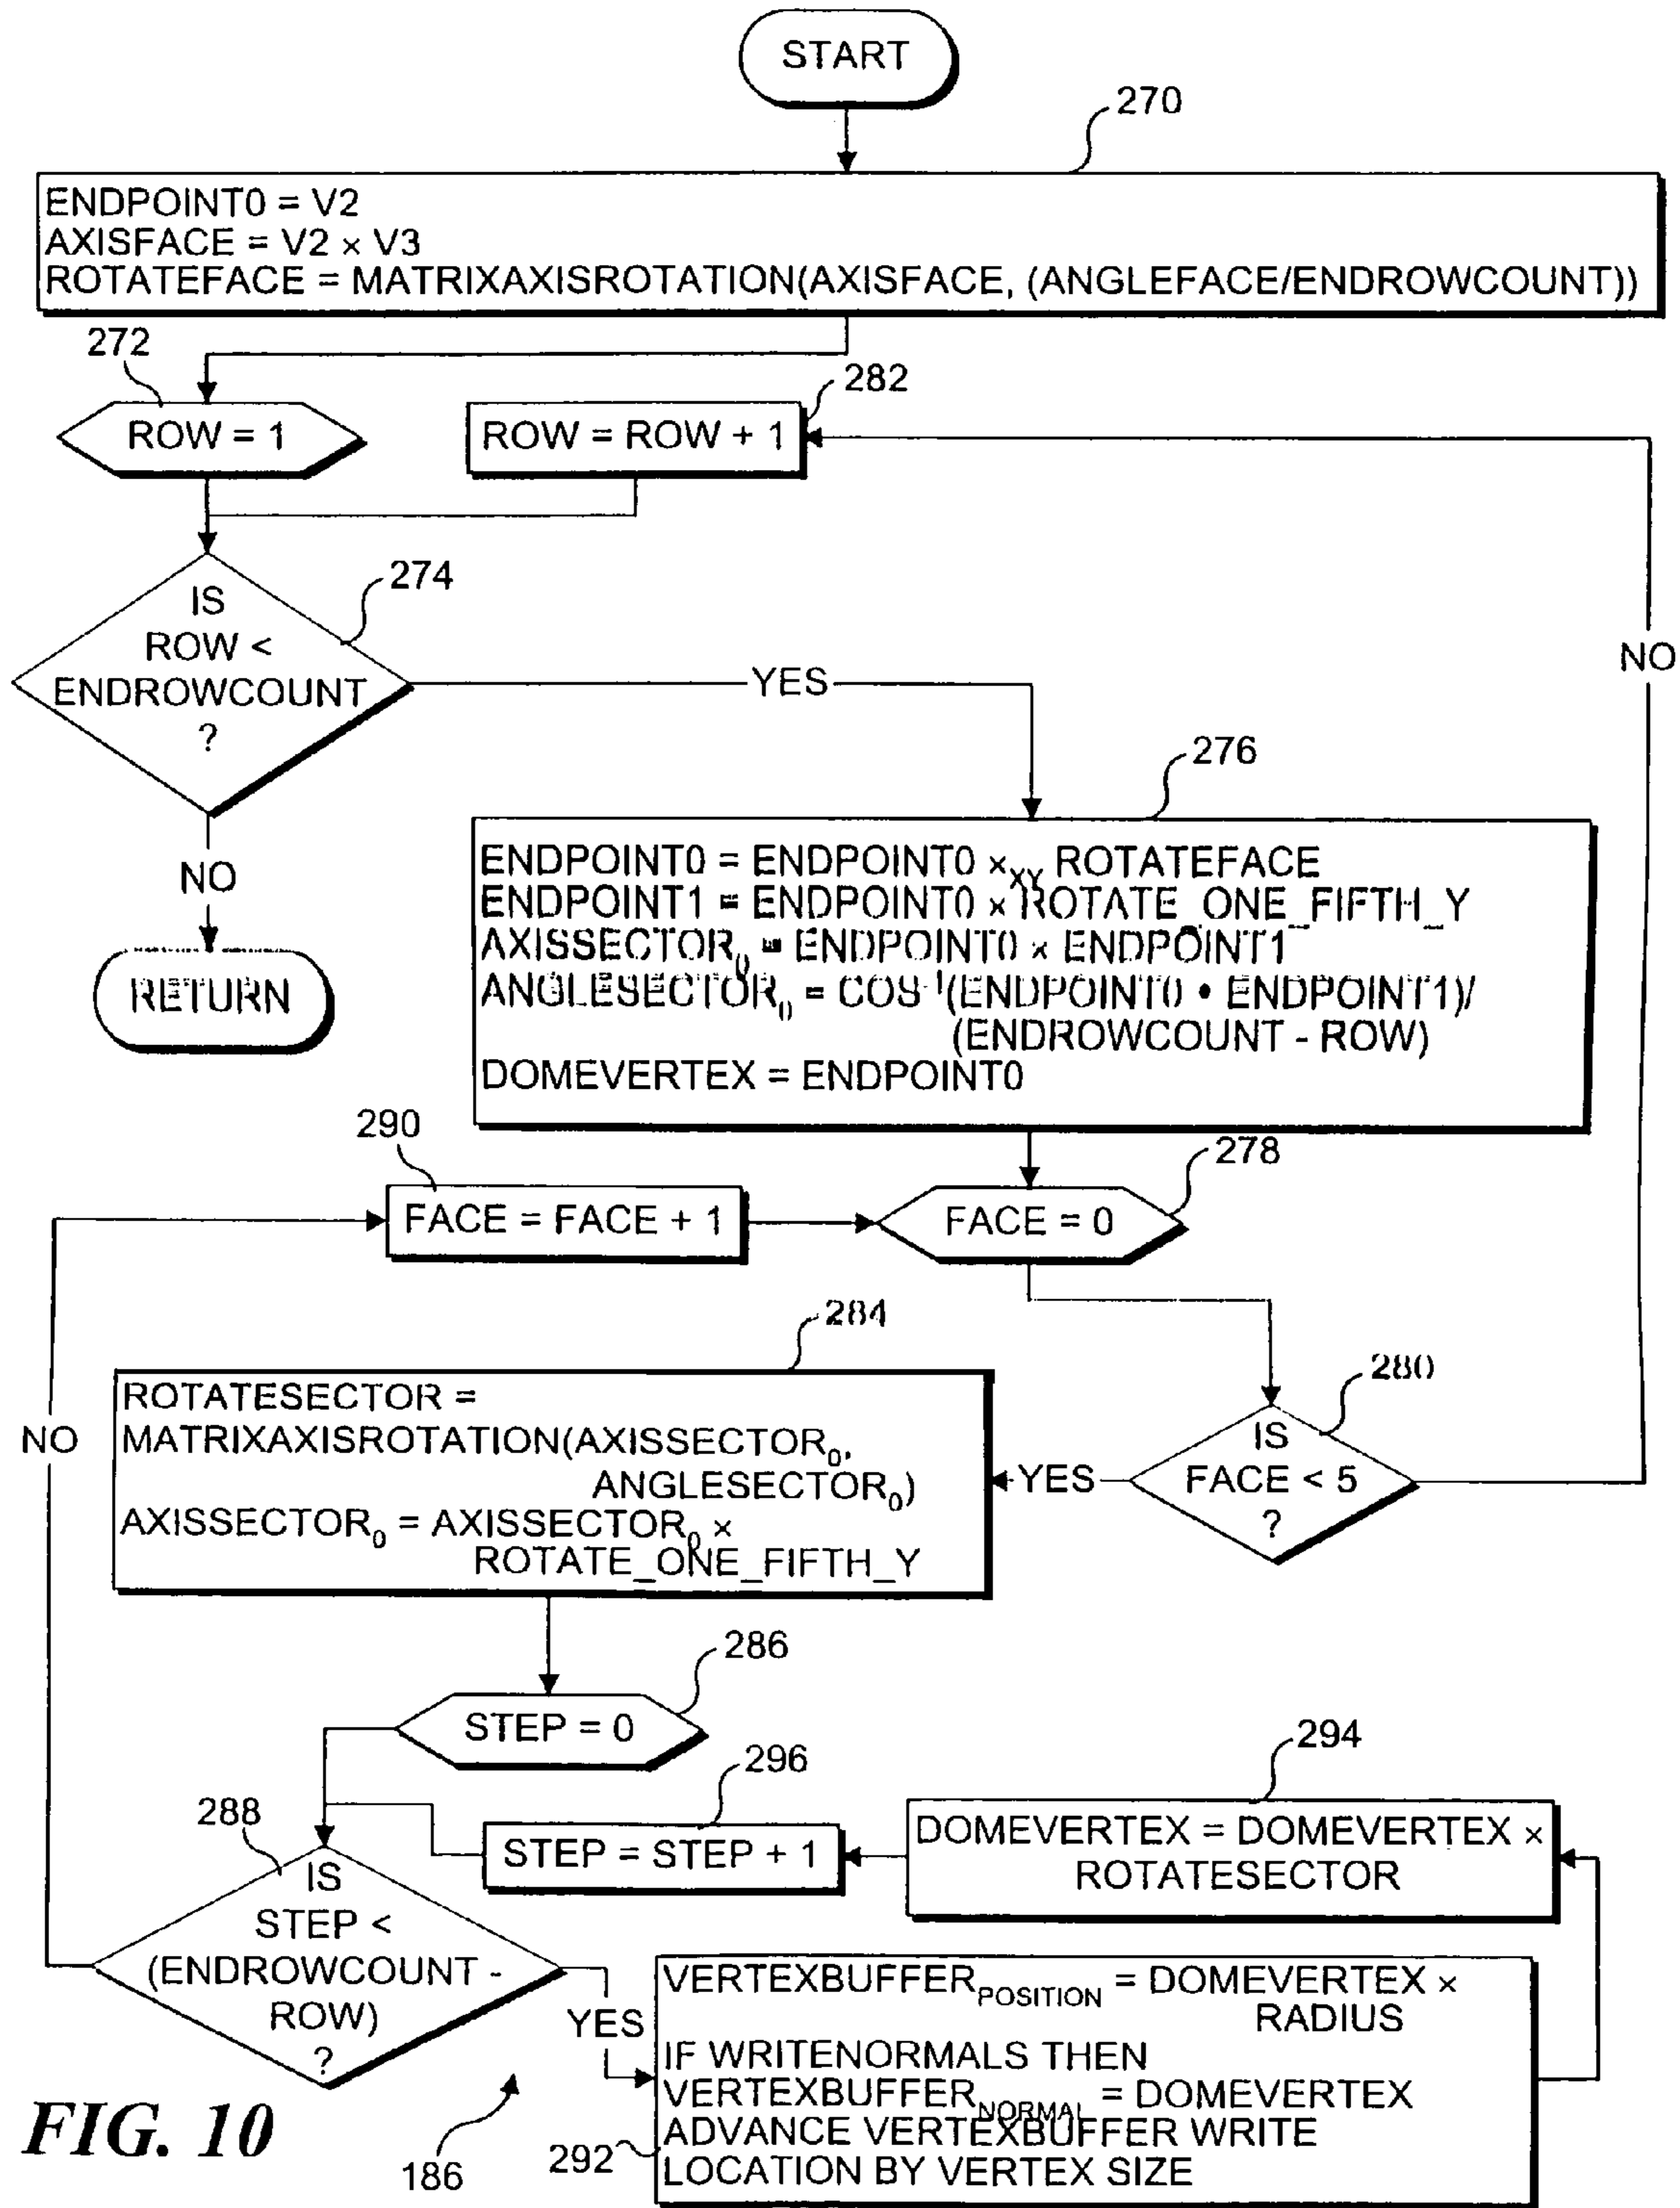 START
270
ENDPOINT0 = V2
AXISFACE = V2 × V3
ROTATEFACE = MATRIXAXISROTATION(AXISFACE, (ANGLEFACE/ENDROWCOUNT))
272
ROW = 1
282
ROW = ROW + 1
274
IS
ROW <
ENDROWCOUNT
?
YES
NO
NO
RETURN
276
ENDPOINT0 = ENDPOINT0 ×XY ROTATEFACE
ENDPOINT1 = ENDPOINT0 × ROTATE_ONE_FIFTH_Y
AXISSECTOR₀ = ENDPOINT0 × ENDPOINT1
ANGLESECTOR₀ = COS⁻¹(ENDPOINT0 • ENDPOINT1)/
(ENDROWCOUNT - ROW)
DOMEVERTEX = ENDPOINT0
290
FACE = FACE + 1
278
FACE = 0
284
ROTATESECTOR =
MATRIXAXISROTATION(AXISSECTOR₀,
ANGLESECTOR₀)
AXISSECTOR₀ = AXISSECTOR₀ ×
ROTATE_ONE_FIFTH_Y
280
IS
FACE < 5
?
YES
NO
286
STEP = 0
296
STEP = STEP + 1
294
DOMEVERTEX = DOMEVERTEX ×
ROTATESECTOR
288
IS
STEP <
(ENDROWCOUNT -
ROW)
?
YES
VERTEXBUFFER POSITION = DOMEVERTEX ×
RADIUS
IF WRITENORMALS THEN
VERTEXBUFFER NORMAL = DOMEVERTEX
ADVANCE VERTEXBUFFER WRITE
LOCATION BY VERTEX SIZE
292
186
FIG. 10